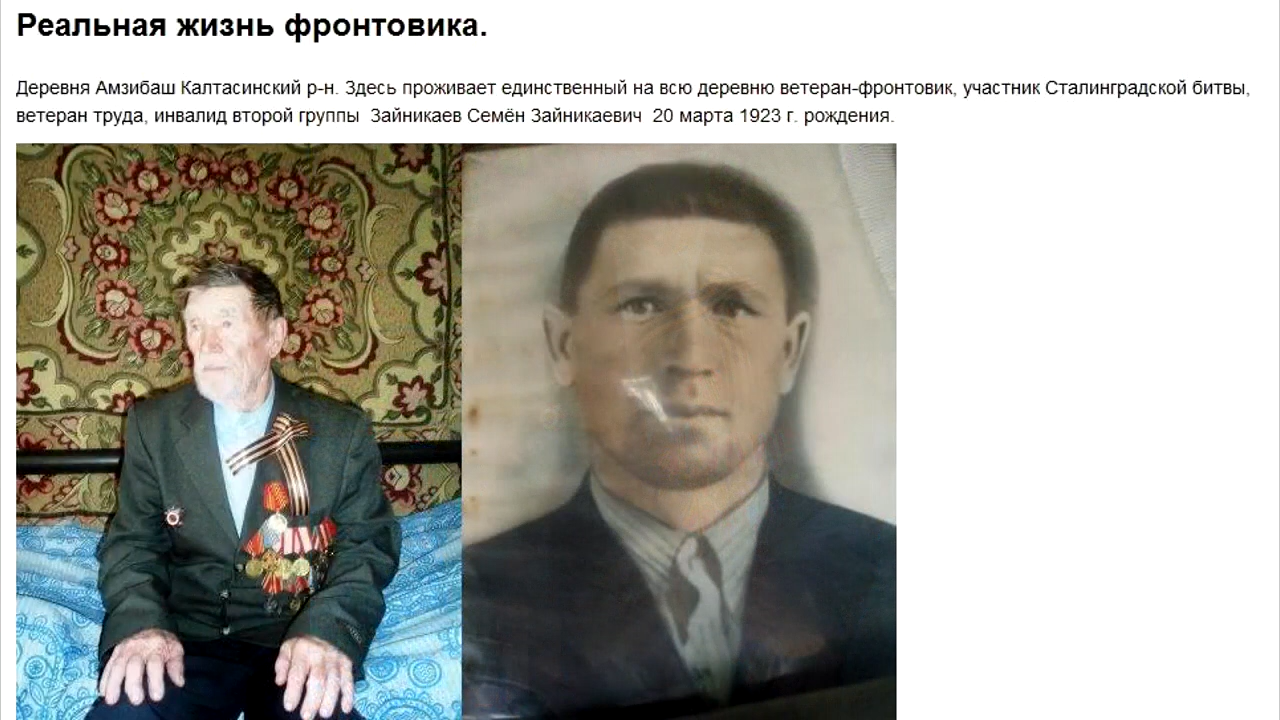 Реальная жизнь фронтовика.
Деревня Амзибаш Калтасинский р-н. Здесь проживает единственный на всю деревню ветеран-фронтовик, участник Сталинградской битвы,
ветеран труда, инвалид второй группы  Зайникаев Семён Зайникаевич  20 марта 1923 г. рождения.